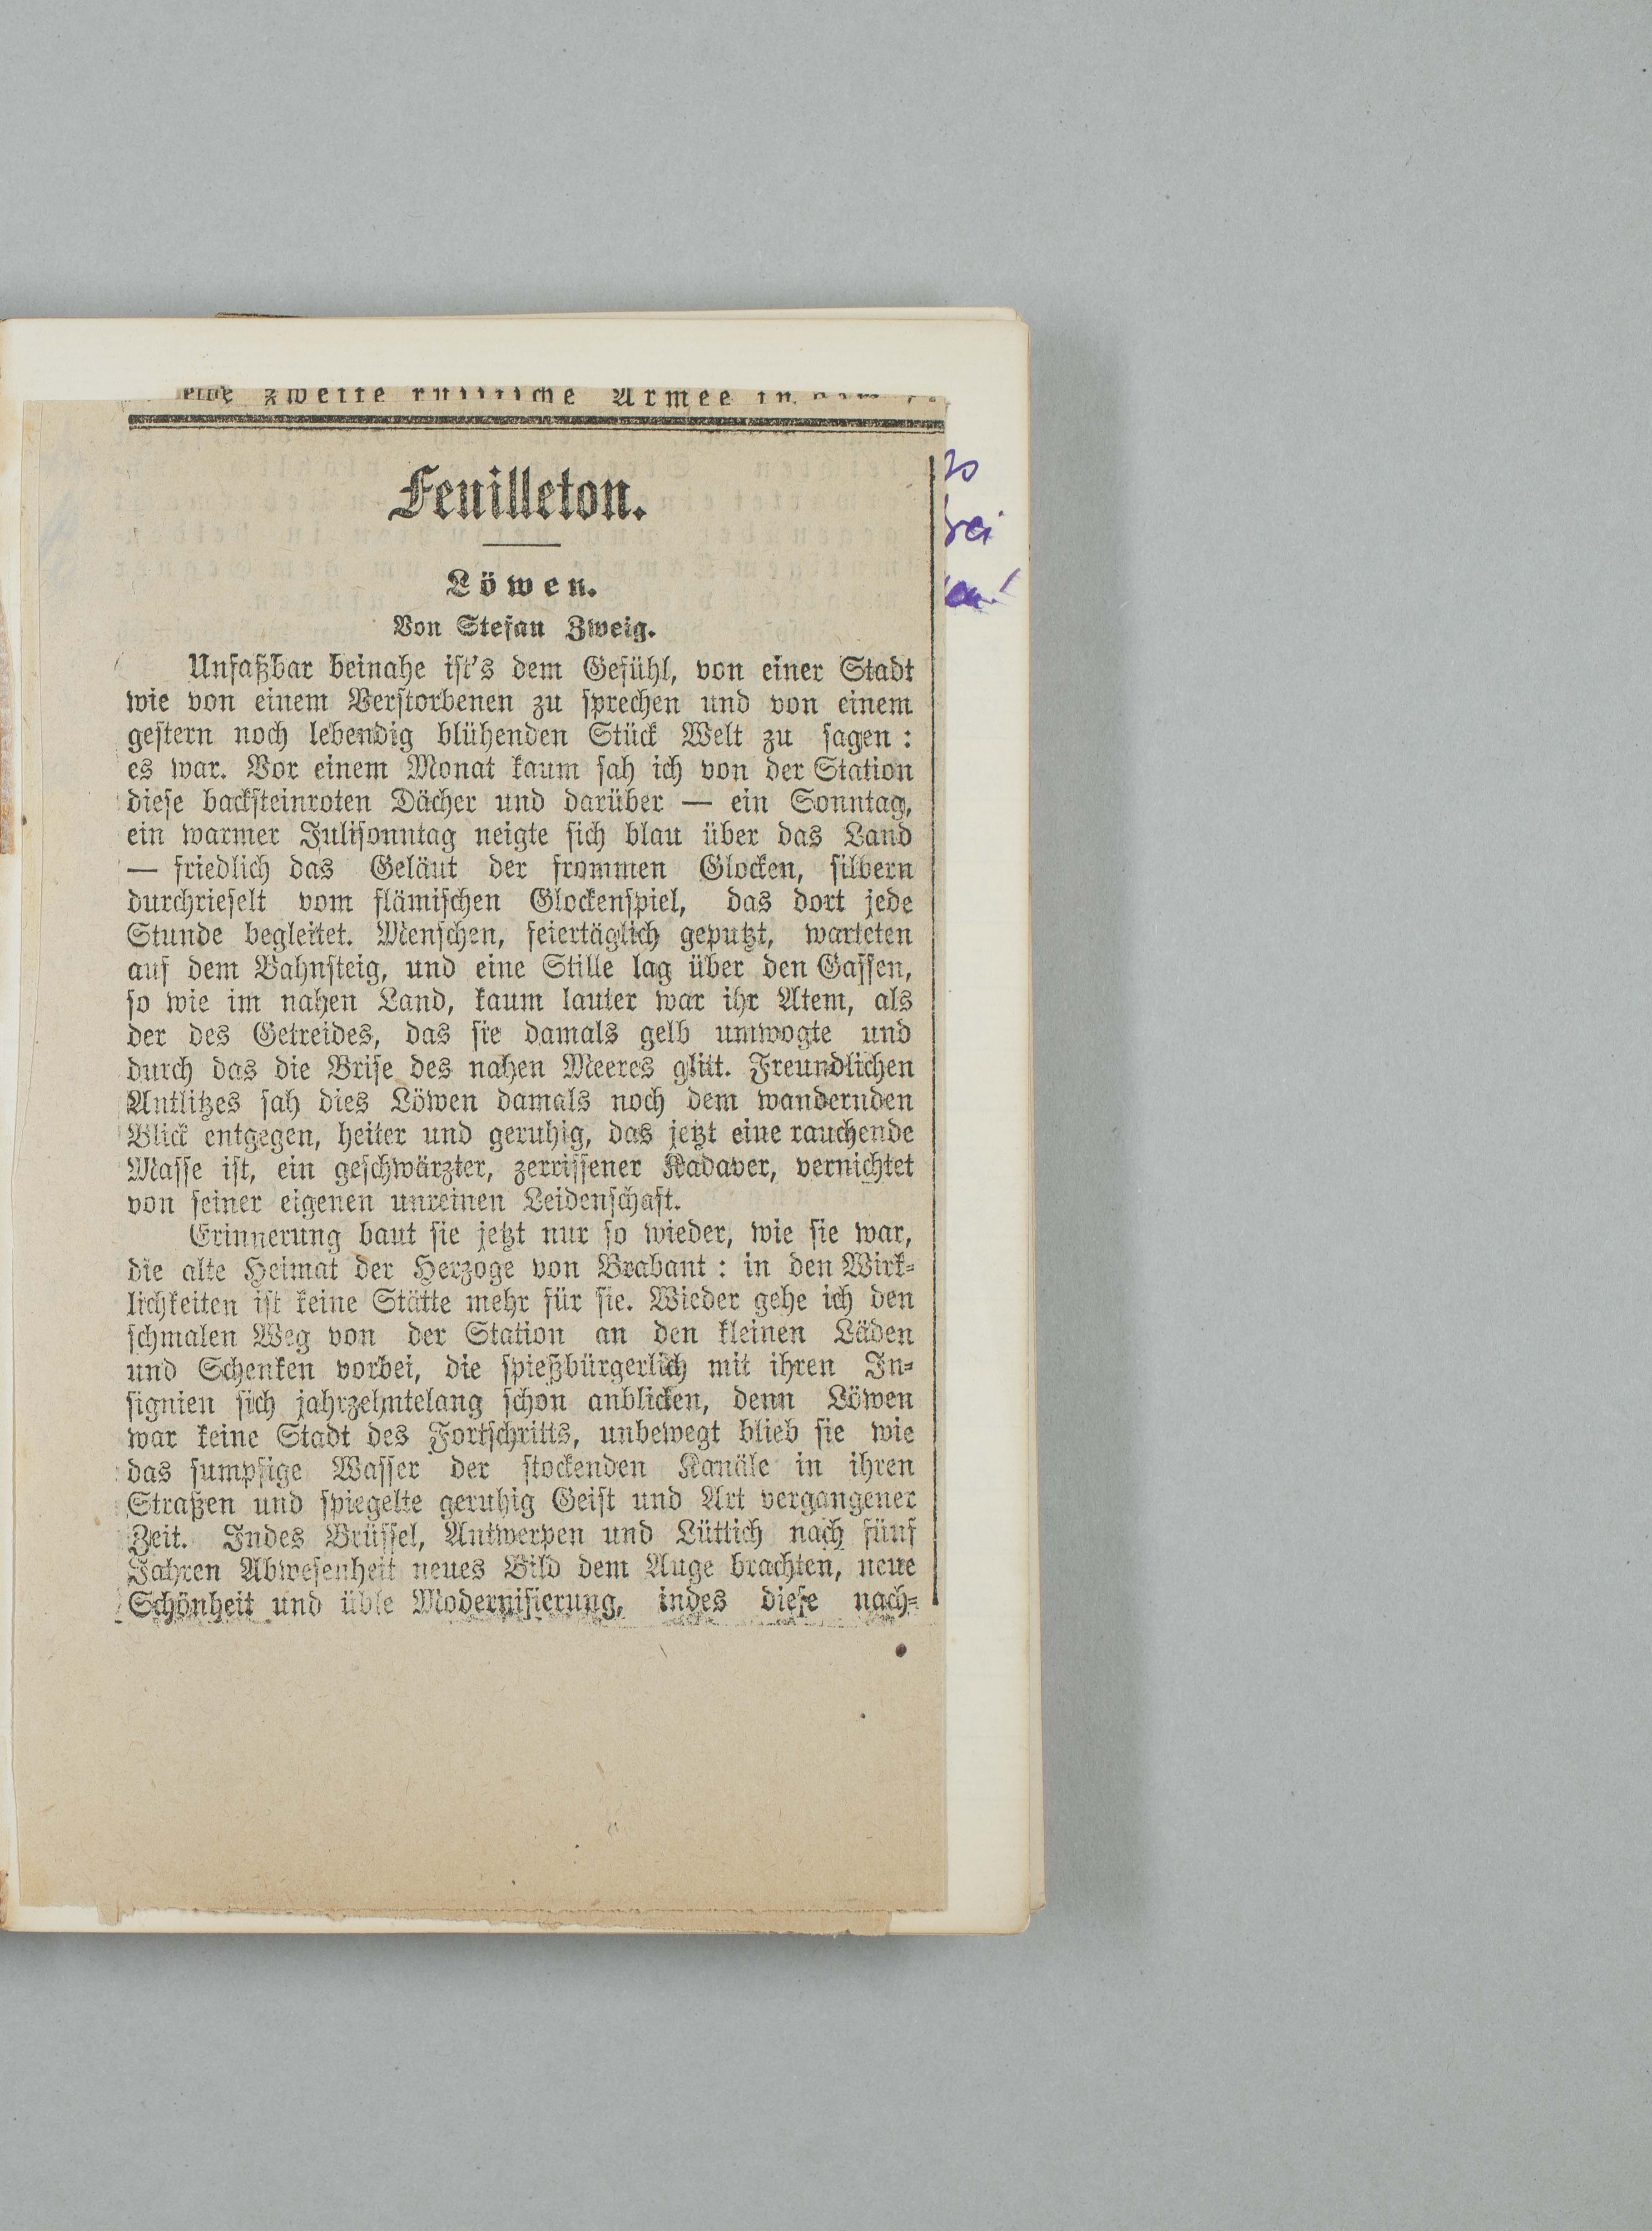 eine zweite russische Armee in
Feuilleton.
Löwen.
Von Stefan Zweig.
Unfaßbar beinahe ist's dem Gefühl, von einer Stadt
wie von einem Verstorbenen zu sprechen und von einem
gestern noch lebendig blühenden Stück Welt zu sagen:
es war. Vor einem Monat kaum sah ich von der Station
diese backsteinroten Dächer und darüber — ein Sonntag,
ein warmer Julisonntag neigte sich blau über das Land
— friedlich das Geläut der frommen Glocken, silbern
durchrieselt vom flämischen Glockenspiel, das dort jede
Stunde begleitet. Menschen, feiertäglich geputzt, warteten
auf dem Bahnsteig, und eine Stille lag über den Gassen,
so wie im nahen Land, kaum lauter war ihr Atem, als
der des Getreides, das sie damals gelb umwogte und
durch das die Brise des nahen Meeres glitt. Freundlichen
Antlitzes sah dies Löwen damals noch dem wandernden
Blick entgegen, heiter und geruhig, das jetzt eine rauchende
Masse ist, ein geschwärzter, zerrissener Kadaver, vernichtet
von seiner eigenen unreinen Leidenschaft.
Erinnerung baut sie jetzt nur so wieder, wie sie war,
die alte Heimat der Herzoge von Brabant: in den Wirk-
lichkeiten ist keine Stätte mehr für sie. Wieder gehe ich den
schmalen Weg von der Station an den kleinen Läden
und Schenken vorbei, die spießbürgerlich mit ihren In-
signien sich jahrzehntelang schon anblicken, denn Löwen
war keine Stadt des Fortschritts, unbewegt blieb sie wie
das sumpfige Wasser der stockenden Kanäle in ihren
Straßen und spiegelte geruhig Geist und Art vergangener
Zeit. Indes Brüssel, Antwerpen und Lüttich nach fünf
Jahren Abwesenheit neues Bild dem Auge brachten, neue
Schönheit und üble Modernisierung, indes diese nach-